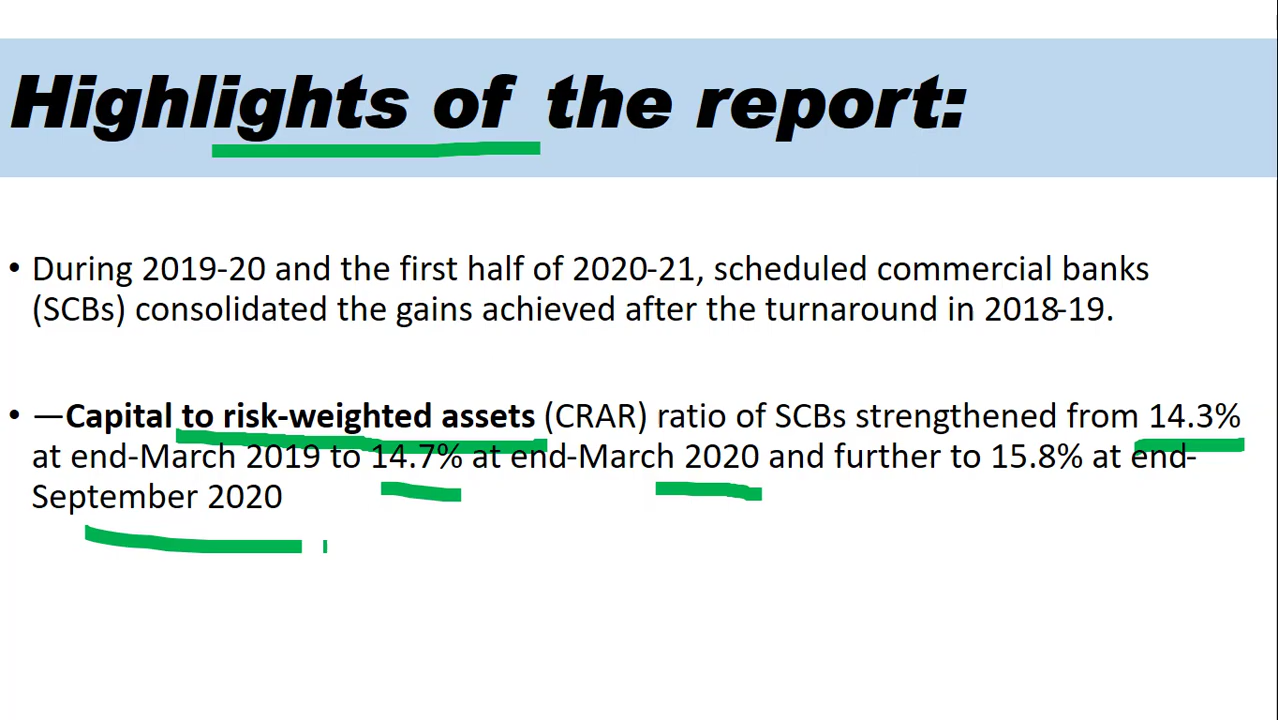 Highlights of the report:
• During 2019-20 and the first half of 2020-21, scheduled commercial banks
(SCBs) consolidated the gains achieved after the turnaround in 2018-19.
• —Capital to risk-weighted assets (CRAR) ratio of SCBs strengthened from 14.3%
at end-March 2019 to 14.7% at end-March 2020 and further to 15.8% at end-
September 2020